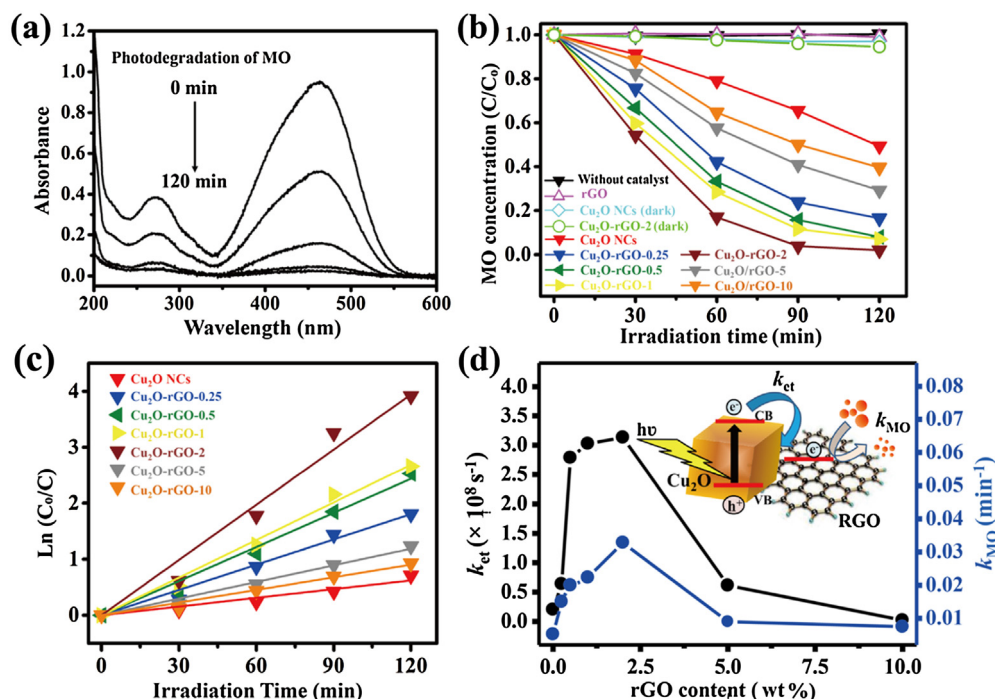 (a)
Photodegradation of MO
0 min
120 min
1.2
1.0
0.8
0.6
0.4
0.2
0.0
Absorbance
200
300
400
500
600
Wavelength (nm)
(b)
1.0
0.8
0.6
0.4
0.2
0.0
MO concentration (C/C₀)
Without catalyst
rGO
Cu₂O NCs (dark)
Cu₂O-rGO-2 (dark)
Cu₂O NCs
Cu₂O-rGO-0.25
Cu₂O-rGO-0.5
Cu₂O-rGO-1
Cu₂O-rGO-2
Cu₂O/rGO-5
Cu₂O/rGO-10
0
30
60
90
120
Irradiation time (min)
(c)
Cu₂O NCs
Cu₂O-rGO-0.25
Cu₂O-rGO-0.5
Cu₂O-rGO-1
Cu₂O-rGO-2
Cu₂O-rGO-5
Cu₂O-rGO-10
4
2
0
Ln (C₀/C)
0
30
60
90
120
Irradiation Time (min)
(d)
4.0
3.5
3.0
2.5
2.0
1.5
1.0
0.5
0.0
k_et (× 10⁸ s⁻¹)
k_et
e⁻
CB
hυ
Cu₂O
h⁺
VB
e⁻
k_MO
RGO
0.08
0.07
0.06
0.05
0.04
0.03
0.02
0.01
k_MO (min⁻¹)
0.0
2.5
5.0
7.5
10.0
rGO content ( wt %)